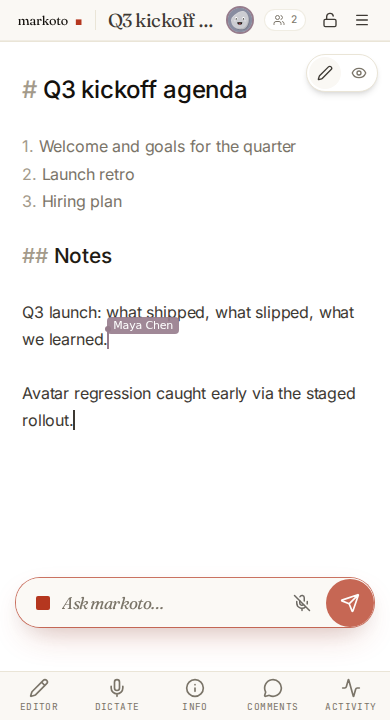 markoto
Q3 kickoff ...
2
# Q3 kickoff agenda
1. Welcome and goals for the quarter
2. Launch retro
3. Hiring plan
## Notes
Q3 launch: what shipped, what slipped, what
we learned.
Maya Chen
Avatar regression caught early via the staged
rollout.
Ask markoto...
EDITOR
DICTATE
INFO
COMMENTS
ACTIVITY